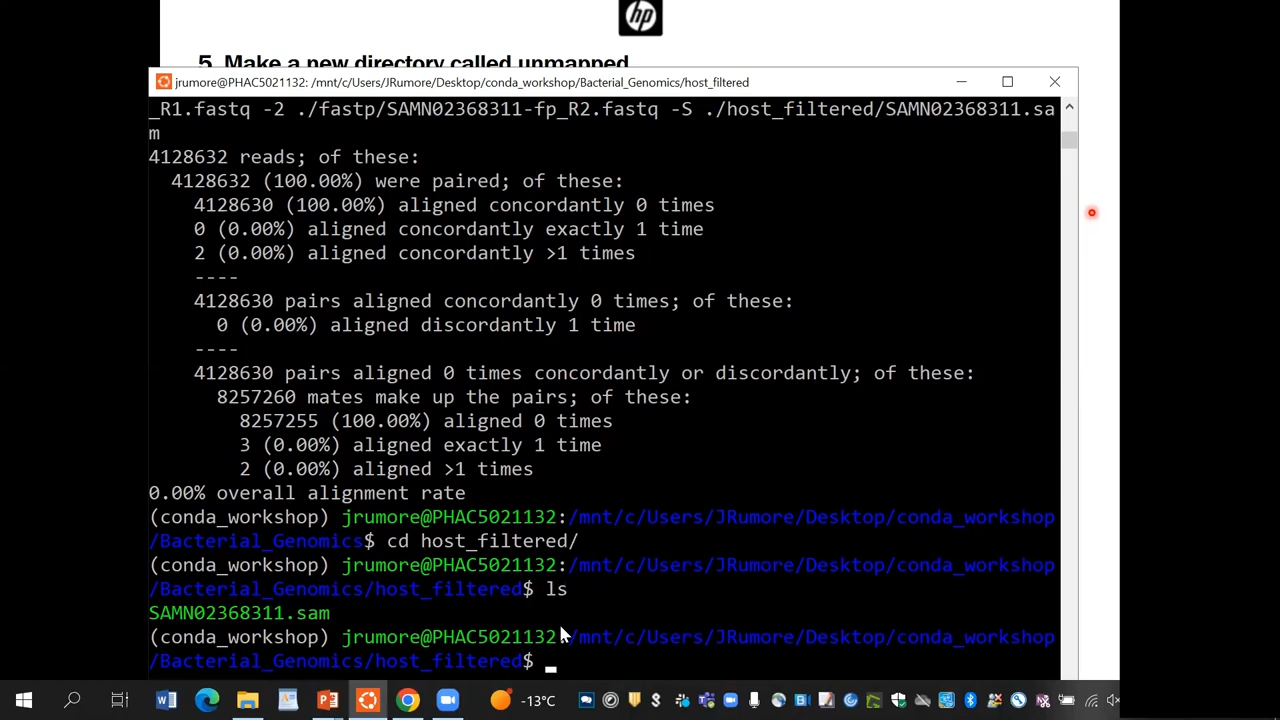 hp
5. Make a new directory called unmapped
jrumore@PHAC5021132: /mnt/c/Users/JRumore/Desktop/conda_workshop/Bacterial_Genomics/host_filtered
_R1.fastq -2 ./fastp/SAMN02368311-fp_R2.fastq -S ./host_filtered/SAMN02368311.sa
m
4128632 reads; of these:
4128632 (100.00%) were paired; of these:
4128630 (100.00%) aligned concordantly 0 times
0 (0.00%) aligned concordantly exactly 1 time
2 (0.00%) aligned concordantly >1 times
----
4128630 pairs aligned concordantly 0 times; of these:
0 (0.00%) aligned discordantly 1 time
----
4128630 pairs aligned 0 times concordantly or discordantly; of these:
8257260 mates make up the pairs; of these:
8257255 (100.00%) aligned 0 times
3 (0.00%) aligned exactly 1 time
2 (0.00%) aligned >1 times
0.00% overall alignment rate
(conda_workshop) jrumore@PHAC5021132:/mnt/c/Users/JRumore/Desktop/conda_workshop
/Bacterial_Genomics$ cd host_filtered/
(conda_workshop) jrumore@PHAC5021132:/mnt/c/Users/JRumore/Desktop/conda_workshop
/Bacterial_Genomics/host_filtered$ ls
SAMN02368311.sam
(conda_workshop) jrumore@PHAC5021132:/mnt/c/Users/JRumore/Desktop/conda_workshop
/Bacterial_Genomics/host_filtered$
-13°C